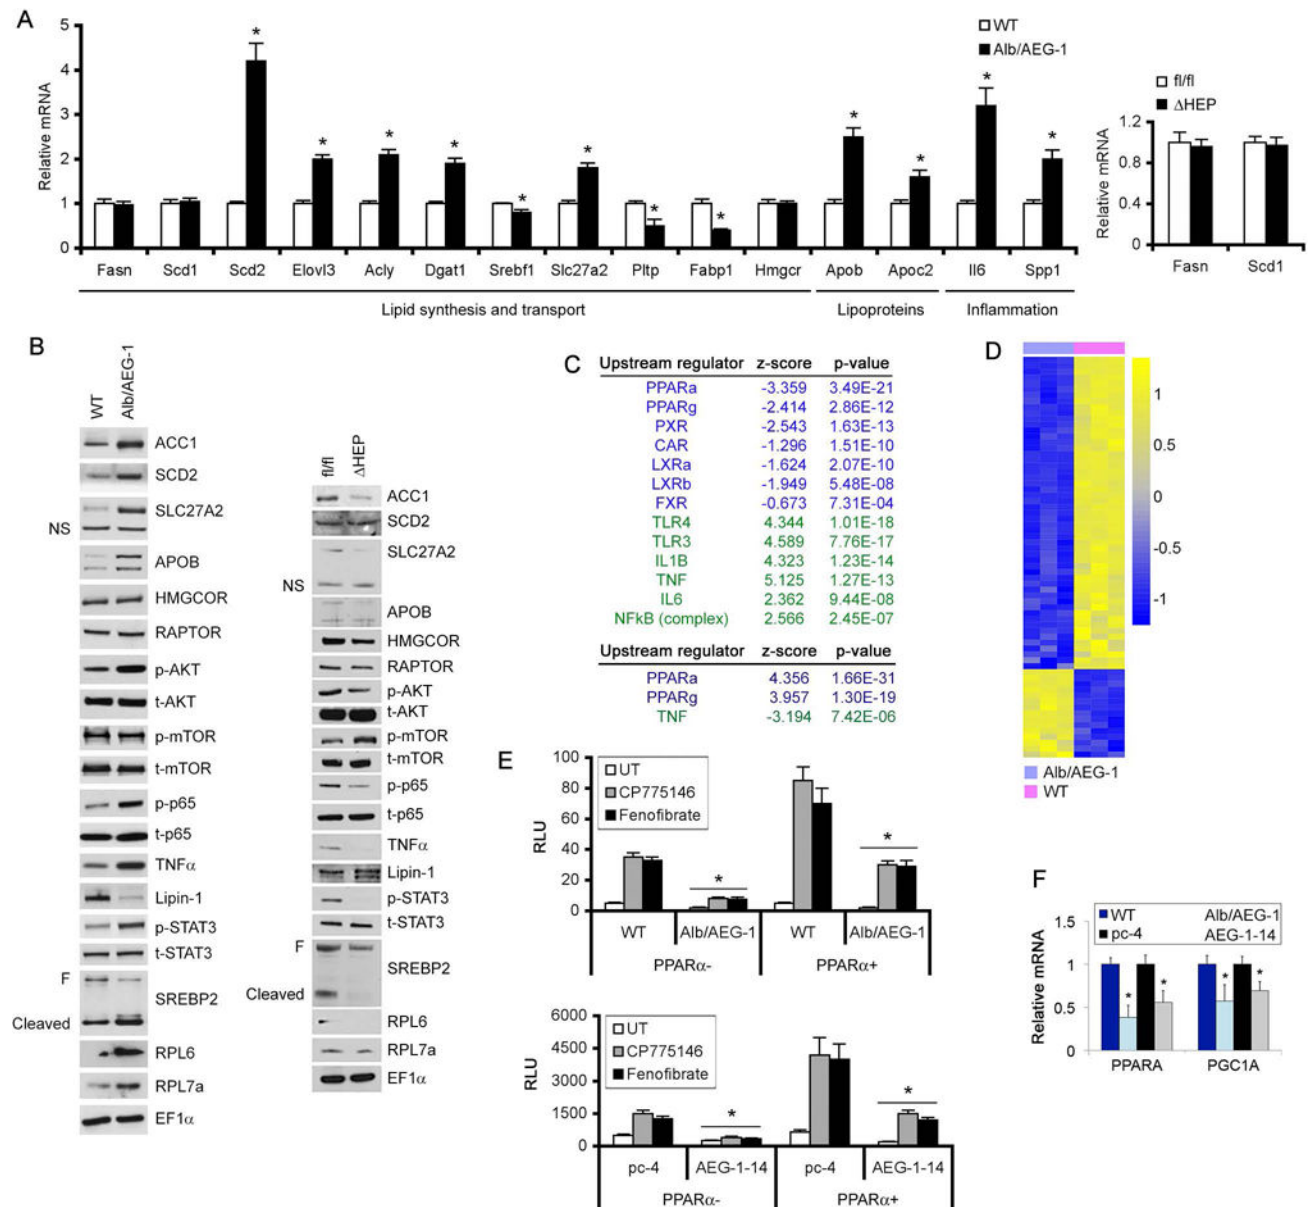 A
5
4
3
2
1
0
Relative mRNA
WT
Alb/AEG-1
* * * * * * * * * * * *
Fasn Scd1 Scd2 Elovl3 Acly Dgat1 Srebf1 Slc27a2 Pltp Fabp1 Hmgcr Apob Apoc2 Il6 Spp1
Lipid synthesis and transport Lipoproteins Inflammation
fl/fl
ΔHEP
1.2
0.8
0.4
0
Relative mRNA
Fasn Scd1
B
WT Alb/AEG-1
ACC1
SCD2
SLC27A2
NS
APOB
HMGCOR
RAPTOR
p-AKT
t-AKT
p-mTOR
t-mTOR
p-p65
t-p65
TNFα
Lipin-1
p-STAT3
t-STAT3
F
SREBP2
Cleaved
RPL6
RPL7a
EF1α
fl/fl ΔHEP
ACC1
SCD2
SLC27A2
NS
APOB
HMGCOR
RAPTOR
p-AKT
t-AKT
p-mTOR
t-mTOR
p-p65
t-p65
TNFα
Lipin-1
p-STAT3
t-STAT3
F
SREBP2
Cleaved
RPL6
RPL7a
EF1α
C
Upstream regulator z-score p-value
PPARa -3.359 3.49E-21
PPARg -2.414 2.86E-12
PXR -2.543 1.63E-13
CAR -1.296 1.51E-10
LXRa -1.624 2.07E-10
LXRb -1.949 5.48E-08
FXR -0.673 7.31E-04
TLR4 4.344 1.01E-18
TLR3 4.589 7.76E-17
IL1B 4.323 1.23E-14
TNF 5.125 1.27E-13
IL6 2.362 9.44E-08
NFkB (complex) 2.566 2.45E-07
Upstream regulator z-score p-value
PPARa 4.356 1.66E-31
PPARg 3.957 1.30E-19
TNF -3.194 7.42E-06
D
1
0.5
0
-0.5
-1
Alb/AEG-1
WT
E
100
80
60
40
20
0
RLU
UT
CP775146
Fenofibrate
* *
WT Alb/AEG-1 WT Alb/AEG-1
PPARα- PPARα+
6000
4500
3000
1500
0
RLU
UT
CP775146
Fenofibrate
* *
pc-4 AEG-1-14 pc-4 AEG-1-14
PPARα- PPARα+
F
WT Alb/AEG-1
pc-4 AEG-1-14
1.5
1
0.5
0
Relative mRNA
* * * *
PPARA PGC1A